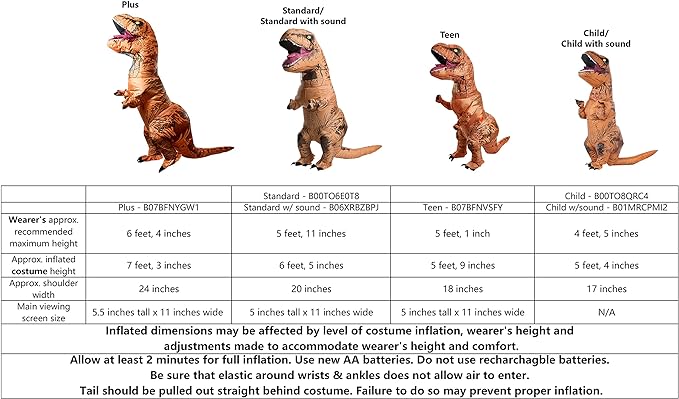 Plus
Standard/
Standard with sound
Teen
Child/
Child with sound
Plus - B07BFNYGW1
Standard - B00TO6E0T8
Standard w/ sound - B06XRBZBPJ
Teen - B07BFNVSFY
Child - B00TO8QRC4
Child w/sound - B01MRCPMI2
Wearer's approx.
recommended
maximum height
6 feet, 4 inches
5 feet, 11 inches
5 feet, 1 inch
4 feet, 5 inches
Approx. inflated
costume height
7 feet, 3 inches
6 feet, 5 inches
5 feet, 9 inches
5 feet, 4 inches
Approx. shoulder
width
24 inches
20 inches
18 inches
17 inches
Main viewing
screen size
5.5 inches tall x 11 inches wide
5 inches tall x 11 inches wide
5 inches tall x 11 inches wide
N/A
Inflated dimensions may be affected by level of costume inflation, wearer's height and
adjustments made to accommodate wearer's height and comfort.
Allow at least 2 minutes for full inflation. Use new AA batteries. Do not use recharchagble batteries.
Be sure that elastic around wrists & ankles does not allow air to enter.
Tail should be pulled out straight behind costume. Failure to do so may prevent proper inflation.